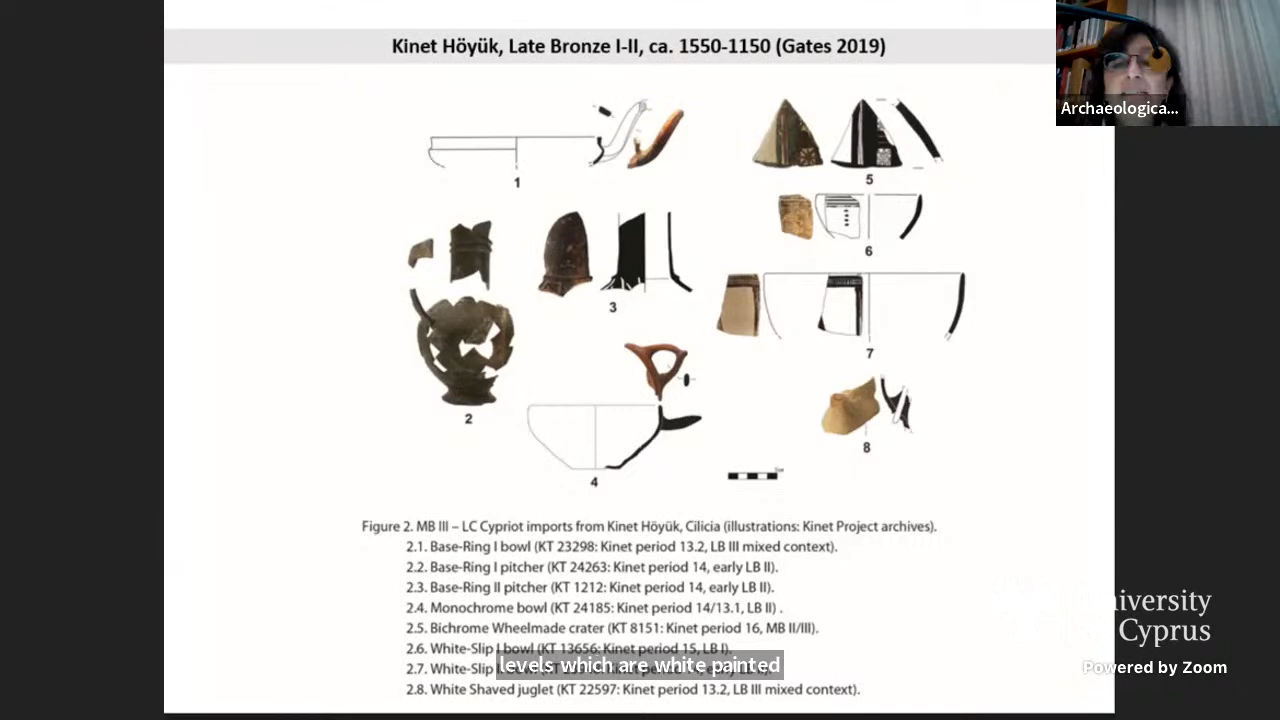 Kinet Höyük, Late Bronze I-II, ca. 1550-1150 (Gates 2019)
Archaeologica...
1
5
6
3
7
2
8
4
5cm
Figure 2. MB III – LC Cypriot imports from Kinet Höyük, Cilicia (illustrations: Kinet Project archives).
2.1. Base-Ring I bowl (KT 23298: Kinet period 13.2, LB III mixed context).
2.2. Base-Ring I pitcher (KT 24263: Kinet period 14, early LB II).
2.3. Base-Ring II pitcher (KT 1212: Kinet period 14, early LB II).
2.4. Monochrome bowl (KT 24185: Kinet period 14/13.1, LB II) .
2.5. Bichrome Wheelmade crater (KT 8151: Kinet period 16, MB II/III).
2.6. White-Slip I bowl (KT 13656: Kinet period 15, LB I).
levels which are white painted
2.7. White-Slip
2.8. White Shaved juglet (KT 22597: Kinet period 13.2, LB III mixed context).
University
Cyprus
Powered by Zoom